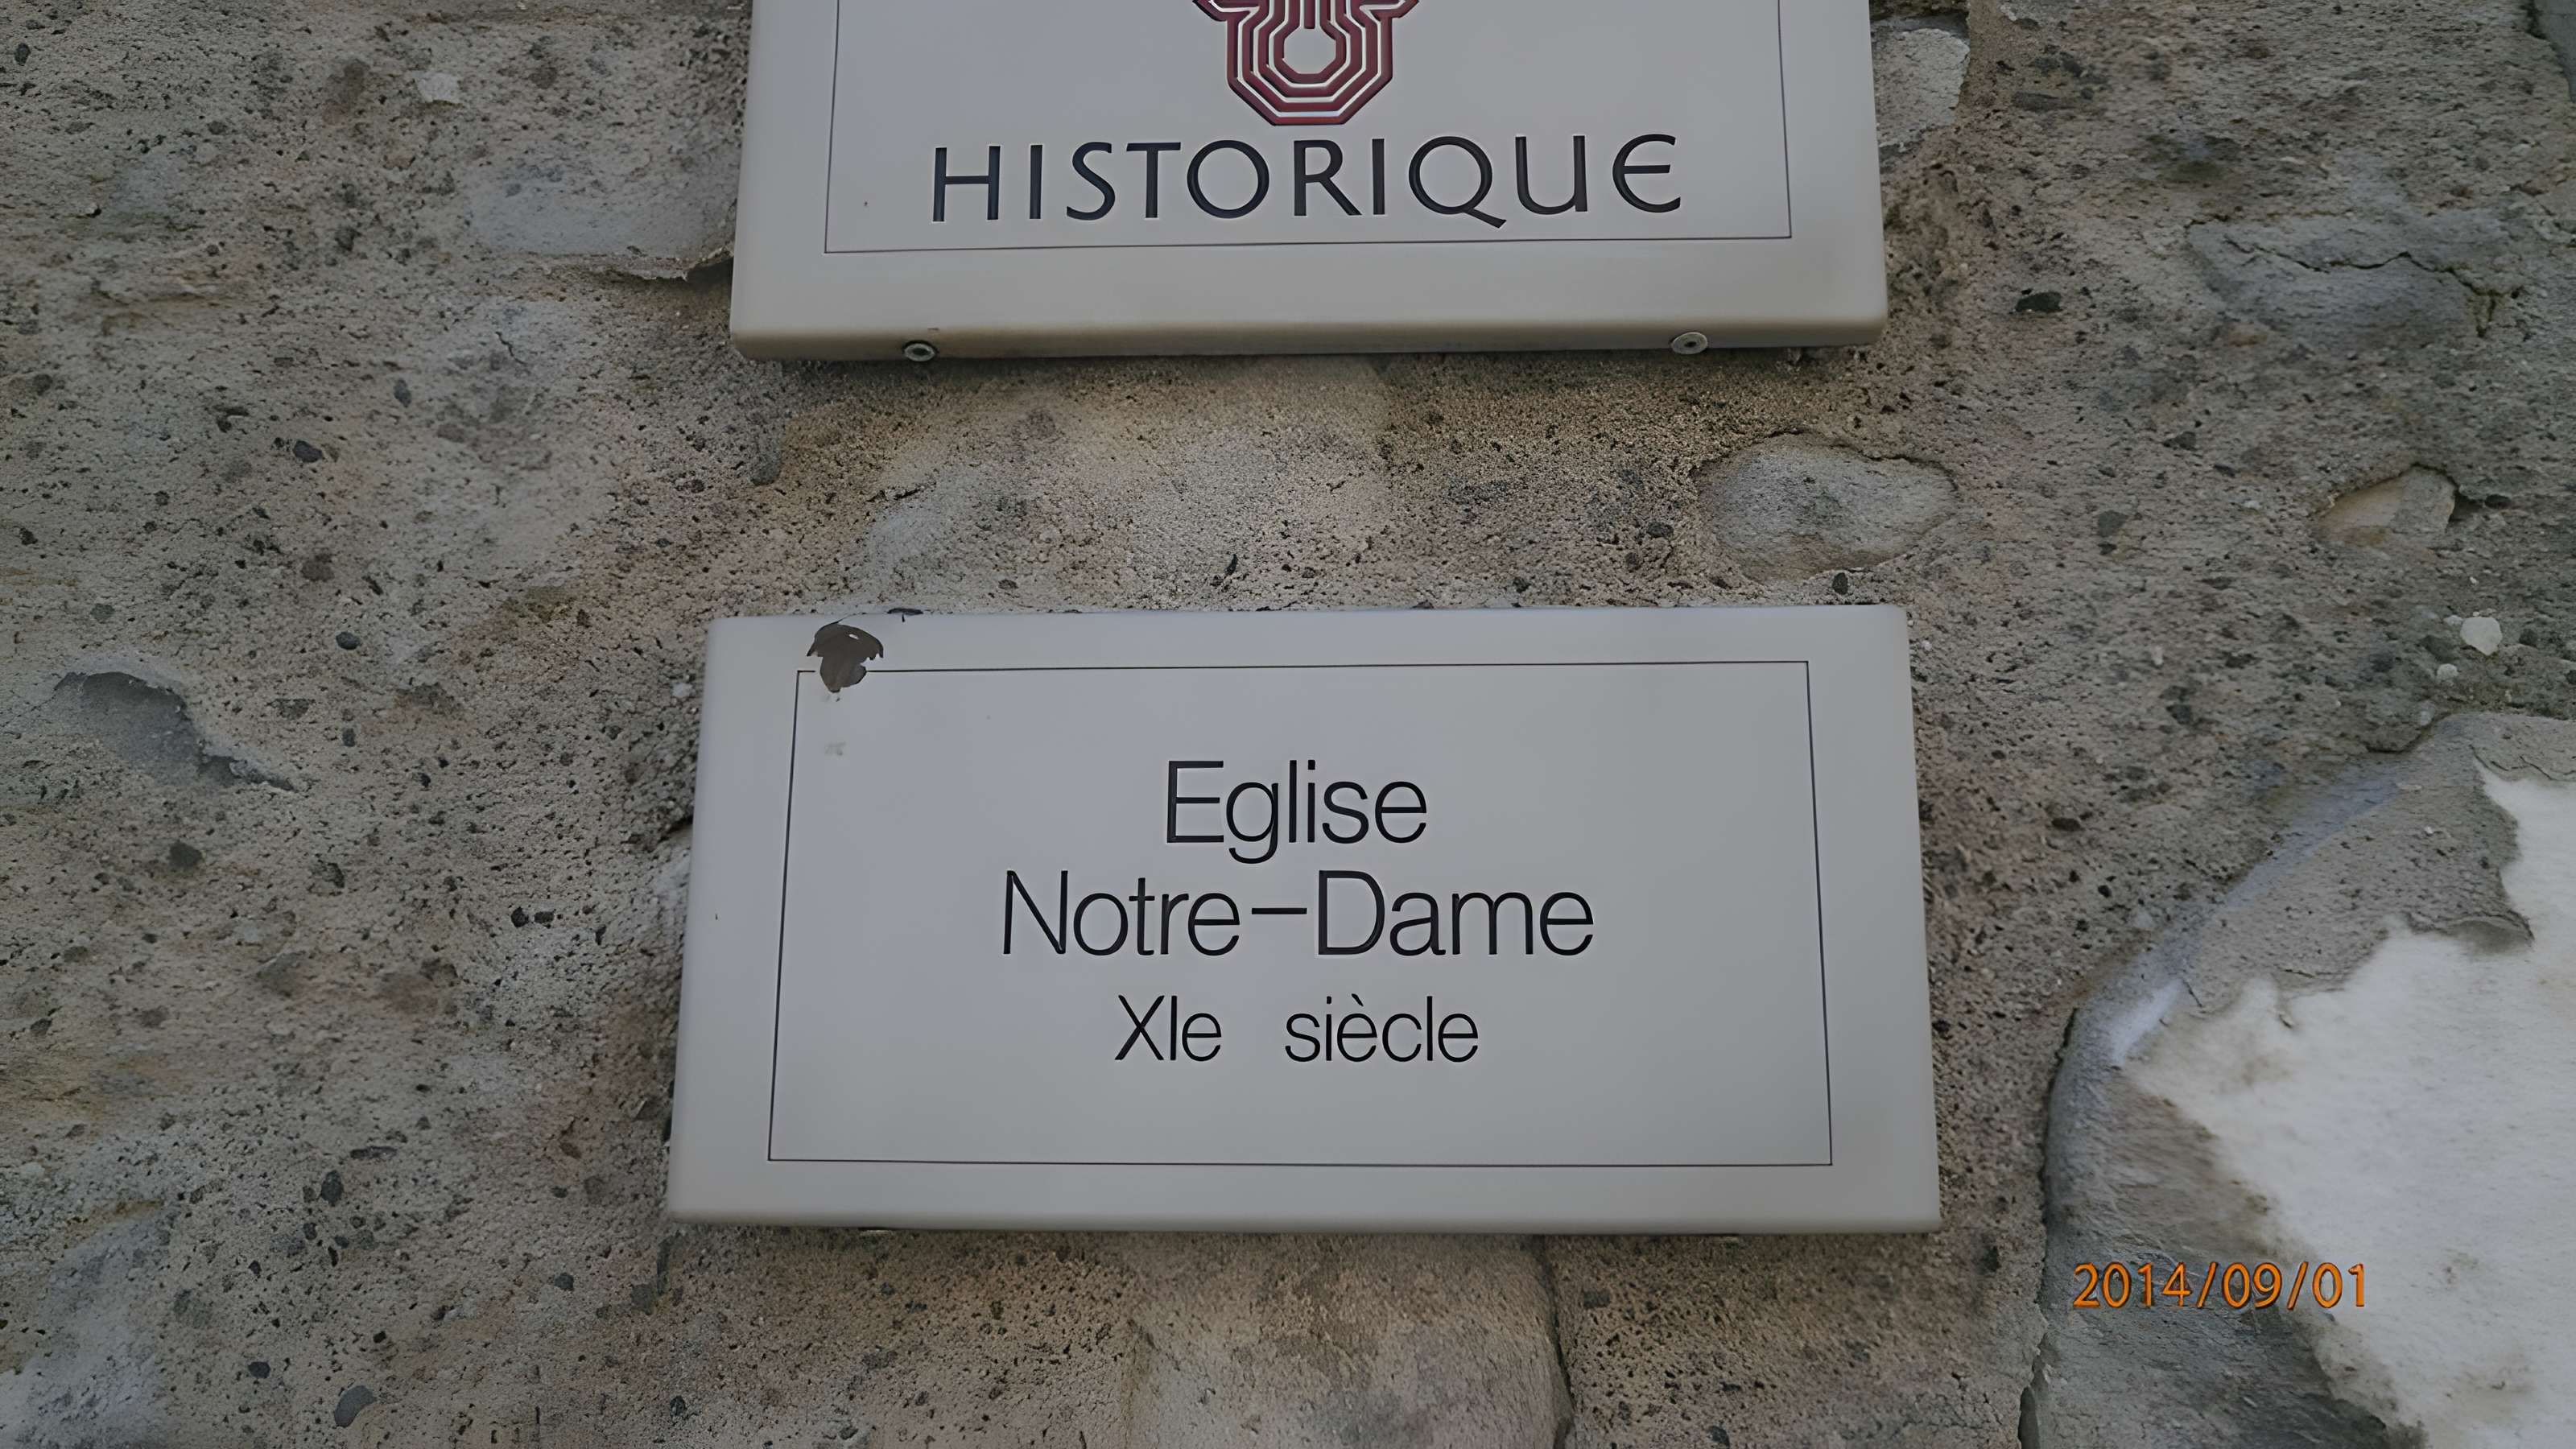 HISTORIQUE
Eglise
Notre-Dame
XIe siècle
2014/09/01